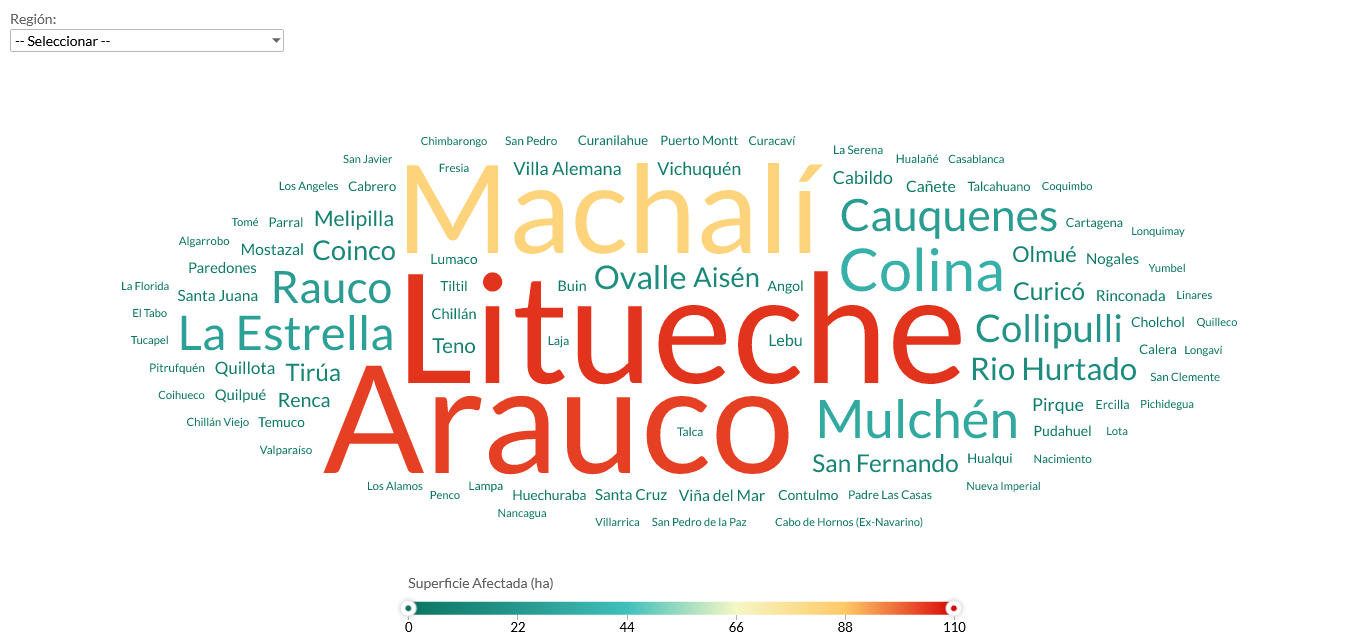 Región:
-- Seleccionar --
Chimbarongo San Pedro Curanilahue Puerto Montt Curacaví
La Serena
San Javier Hualañé Casablanca
Fresia Villa Alemana Vichuquén
Cabildo
Los Angeles Cabrero Cañete Talcahuano Coquimbo
Machalí
Tomé Parral Melipilla Cauquenes Cartagena
Lonquimay
Algarrobo Mostazal Coinco Olmué Nogales
Lumaco
Paredones Colina Yumbel
Ovalle Aisén
La Florida Santa Juana Rauco Tiltil Buin Angol Curicó Rinconada Linares
El Tabo Chillán
La Estrella Litueche Collipulli Cholchol Quilleco
Tucapel Teno Laja Lebu Calera Longaví
Pitrufquén Quillota Tirúa Rio Hurtado San Clemente
Coihueco Quilpué Renca Pirque Ercilla Pichidegua
Chillán Viejo Temuco Arauco Talca Mulchén Pudahuel Lota
Valparaíso San Fernando Hualqui Nacimiento
Los Alamos Penco Lampa Huechuraba Santa Cruz Viña del Mar Contulmo Padre Las Casas Nueva Imperial
Nancagua
Villarrica San Pedro de la Paz Cabo de Hornos (Ex-Navarino)
Superficie Afectada (ha)
0 22 44 66 88 110